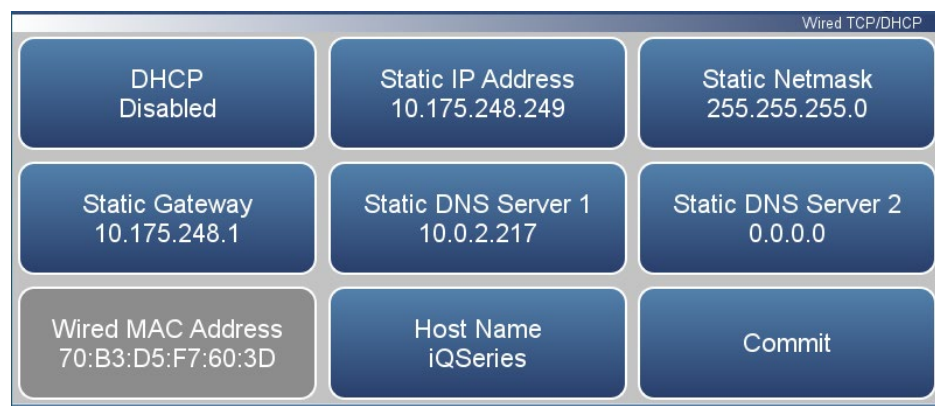 Wired TCP/DHCP
DHCP
Disabled
Static IP Address
10.175.248.249
Static Netmask
255.255.255.0
Static Gateway
10.175.248.1
Static DNS Server 1
10.0.2.217
Static DNS Server 2
0.0.0.0
Wired MAC Address
70:B3:D5:F7:60:3D
Host Name
iQSeries
Commit